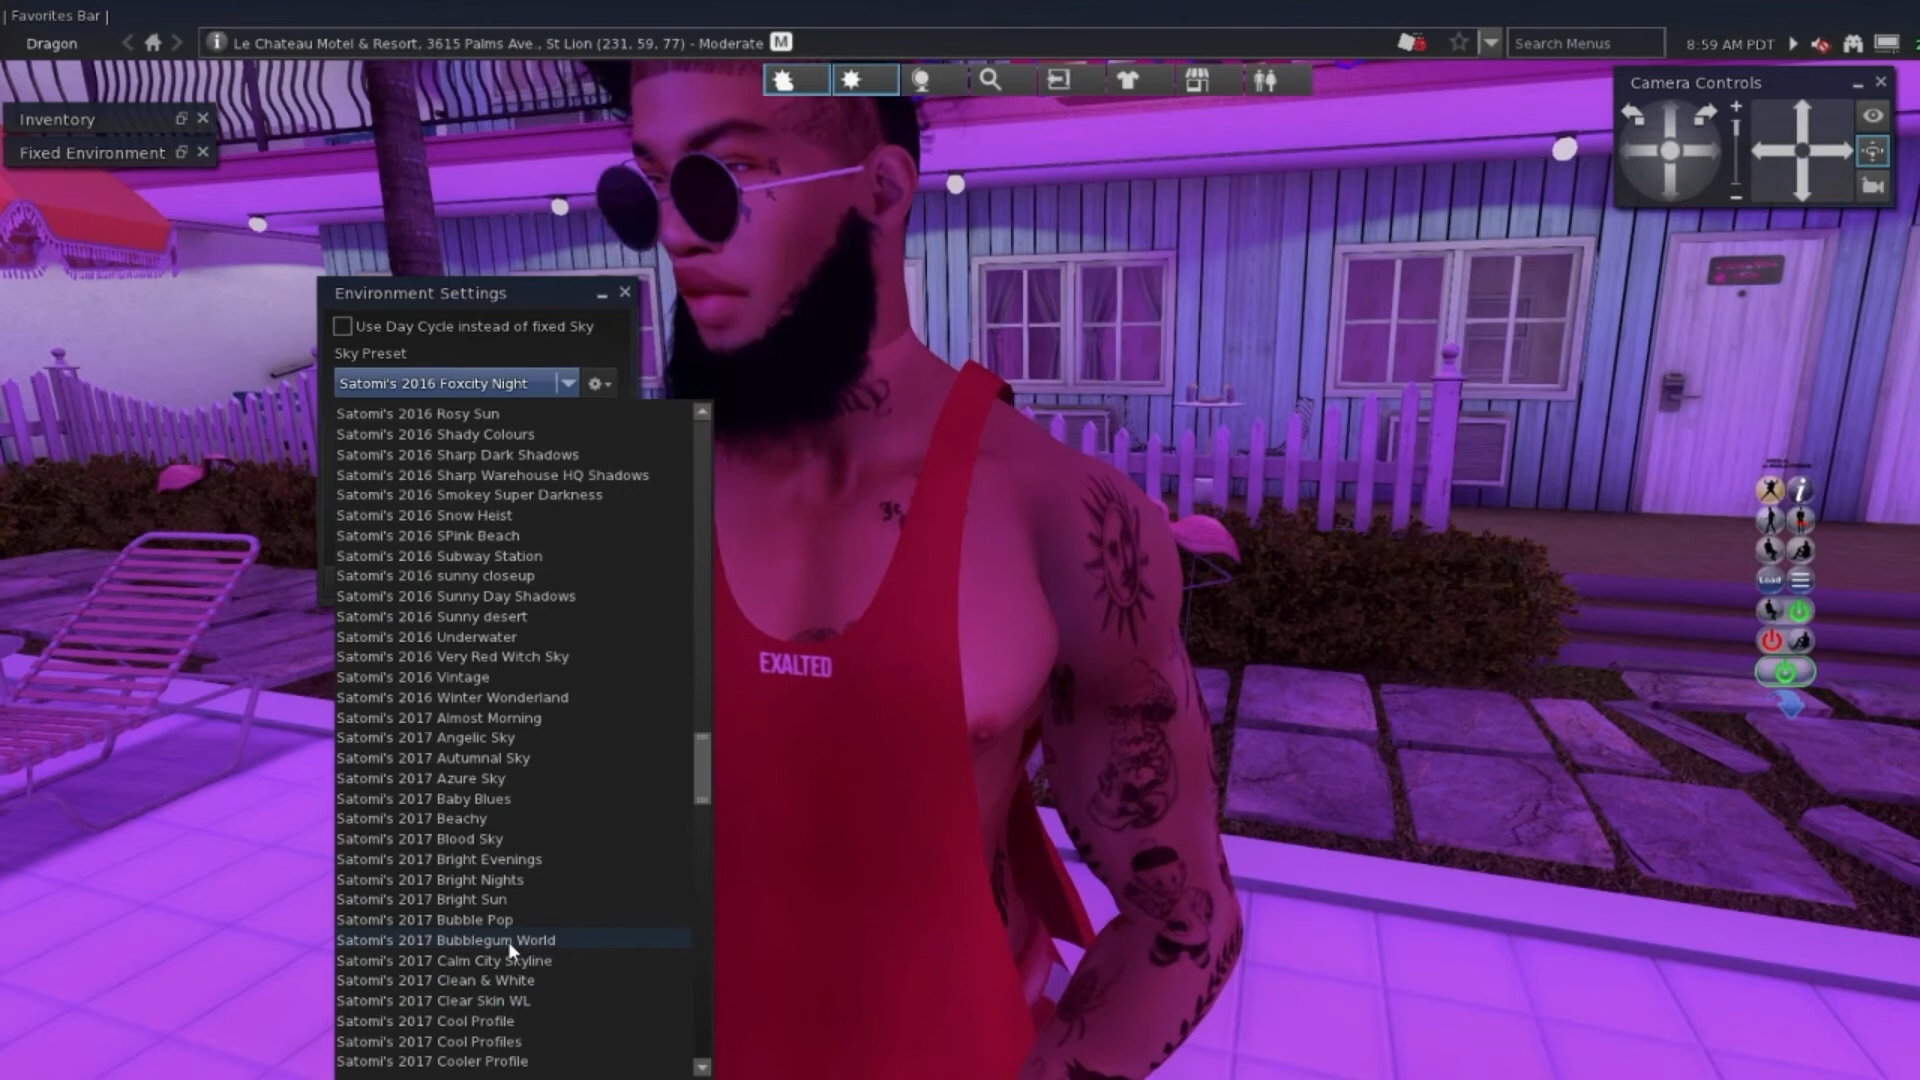 | Favorites Bar |
Dragon
Le Chateau Motel & Resort, 3615 Palms Ave., St Lion (231, 59, 77) - Moderate M
Search Menus
8:59 AM PDT
Camera Controls
Inventory
Fixed Environment
Environment Settings
Use Day Cycle instead of fixed Sky
Sky Preset
Satomi's 2016 Foxcity Night
Satomi's 2016 Rosy Sun
Satomi's 2016 Shady Colours
Satomi's 2016 Sharp Dark Shadows
Satomi's 2016 Sharp Warehouse HQ Shadows
Satomi's 2016 Smokey Super Darkness
Satomi's 2016 Snow Heist
Satomi's 2016 SPink Beach
Satomi's 2016 Subway Station
Satomi's 2016 sunny closeup
Satomi's 2016 Sunny Day Shadows
Satomi's 2016 Sunny desert
Satomi's 2016 Underwater
Satomi's 2016 Very Red Witch Sky
Satomi's 2016 Vintage
Satomi's 2016 Winter Wonderland
Satomi's 2017 Almost Morning
Satomi's 2017 Angelic Sky
Satomi's 2017 Autumnal Sky
Satomi's 2017 Azure Sky
Satomi's 2017 Baby Blues
Satomi's 2017 Beachy
Satomi's 2017 Blood Sky
Satomi's 2017 Bright Evenings
Satomi's 2017 Bright Nights
Satomi's 2017 Bright Sun
Satomi's 2017 Bubble Pop
Satomi's 2017 Bubblegum World
Satomi's 2017 Calm City Skyline
Satomi's 2017 Clean & White
Satomi's 2017 Clear Skin WL
Satomi's 2017 Cool Profile
Satomi's 2017 Cool Profiles
Satomi's 2017 Cooler Profile
EXALTED
Load